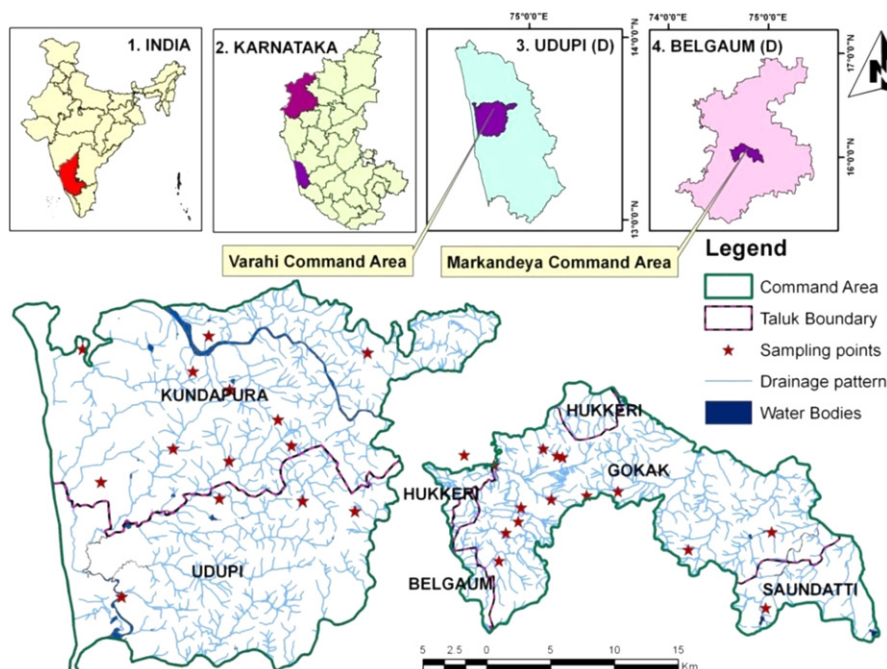 75°0'0"E
74°0'0"E 75°0'0"E
1. INDIA
2. KARNATAKA
3. UDUPI (D)
4. BELGAUM (D)
14°0'0"N
13°0'0"N
17°0'0"N
16°0'0"N
N
Varahi Command Area
Markandeya Command Area
Legend
Command Area
Taluk Boundary
Sampling points
Drainage pattern
Water Bodies
KUNDAPURA
UDUPI
HUKKERI
GOKAK
HUKKERI
BELGAUM
SAUNDATTI
5 2.5 0 5 10 15
Km